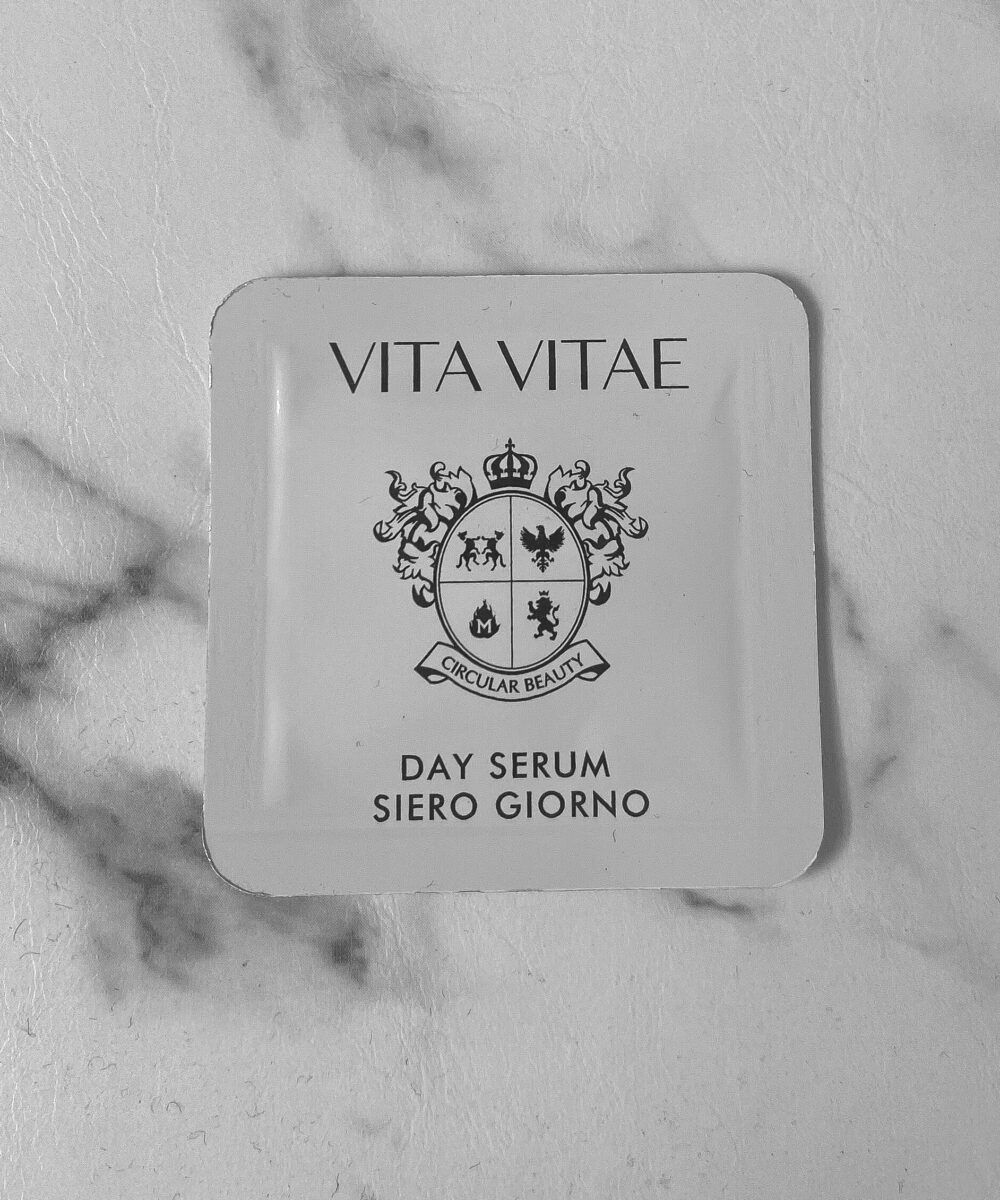 VITA VITAE
M
CIRCULAR BEAUTY
DAY SERUM
SIERO GIORNO